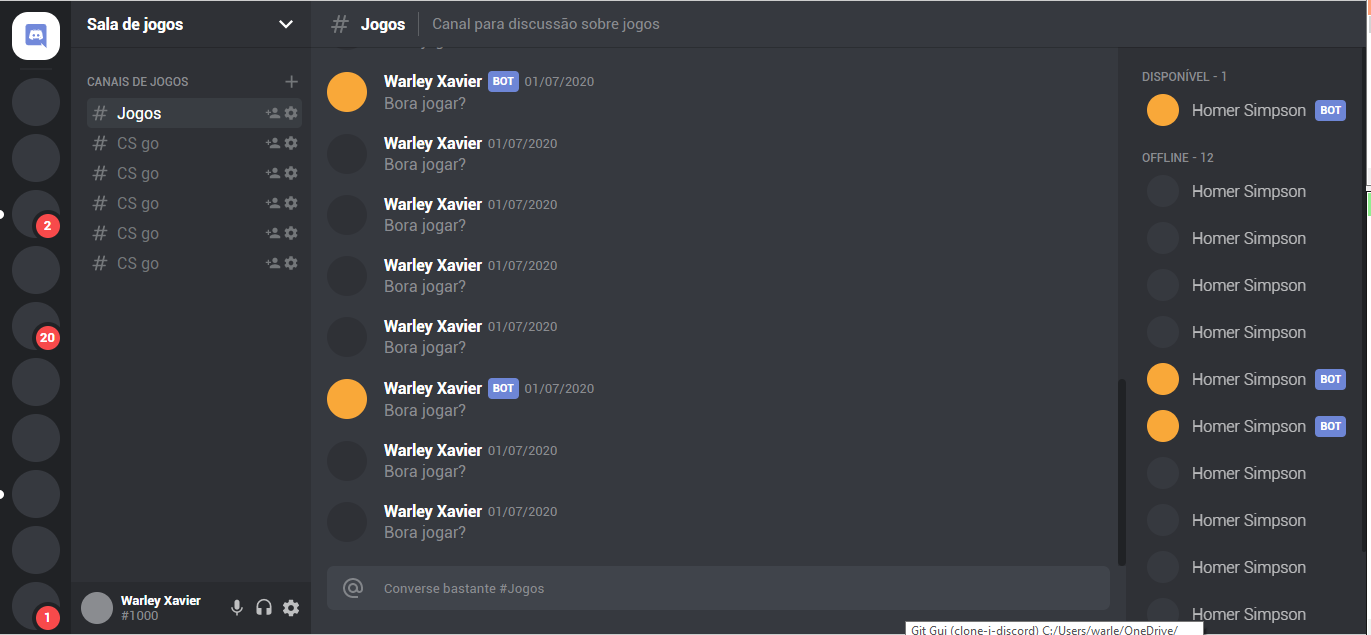 Sala de jogos
CANAIS DE JOGOS
# Jogos
# CS go
# CS go
# CS go
# CS go
# CS go
2
20
1
Warley Xavier
#1000
# Jogos
Canal para discussão sobre jogos
Warley Xavier BOT 01/07/2020
Bora jogar?
Warley Xavier 01/07/2020
Bora jogar?
Warley Xavier 01/07/2020
Bora jogar?
Warley Xavier 01/07/2020
Bora jogar?
Warley Xavier 01/07/2020
Bora jogar?
Warley Xavier BOT 01/07/2020
Bora jogar?
Warley Xavier 01/07/2020
Bora jogar?
Warley Xavier 01/07/2020
Bora jogar?
@ Converse bastante #Jogos
DISPONÍVEL - 1
Homer Simpson BOT
OFFLINE - 12
Homer Simpson
Homer Simpson
Homer Simpson
Homer Simpson
Homer Simpson BOT
Homer Simpson BOT
Homer Simpson
Homer Simpson
Homer Simpson
Homer Simpson
Git Gui (clone-i-discord) C:/Users/warle/OneDrive/